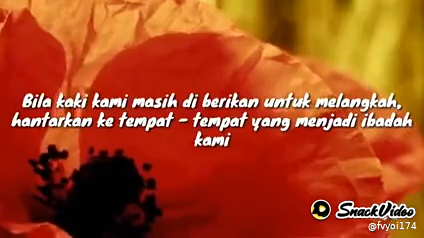 Bila kaki kami masih di berikan untuk melangkah,
hantarkan ke tempat - tempat yang menjadi ibadah
kami
SnackVideo
@fvyoi174